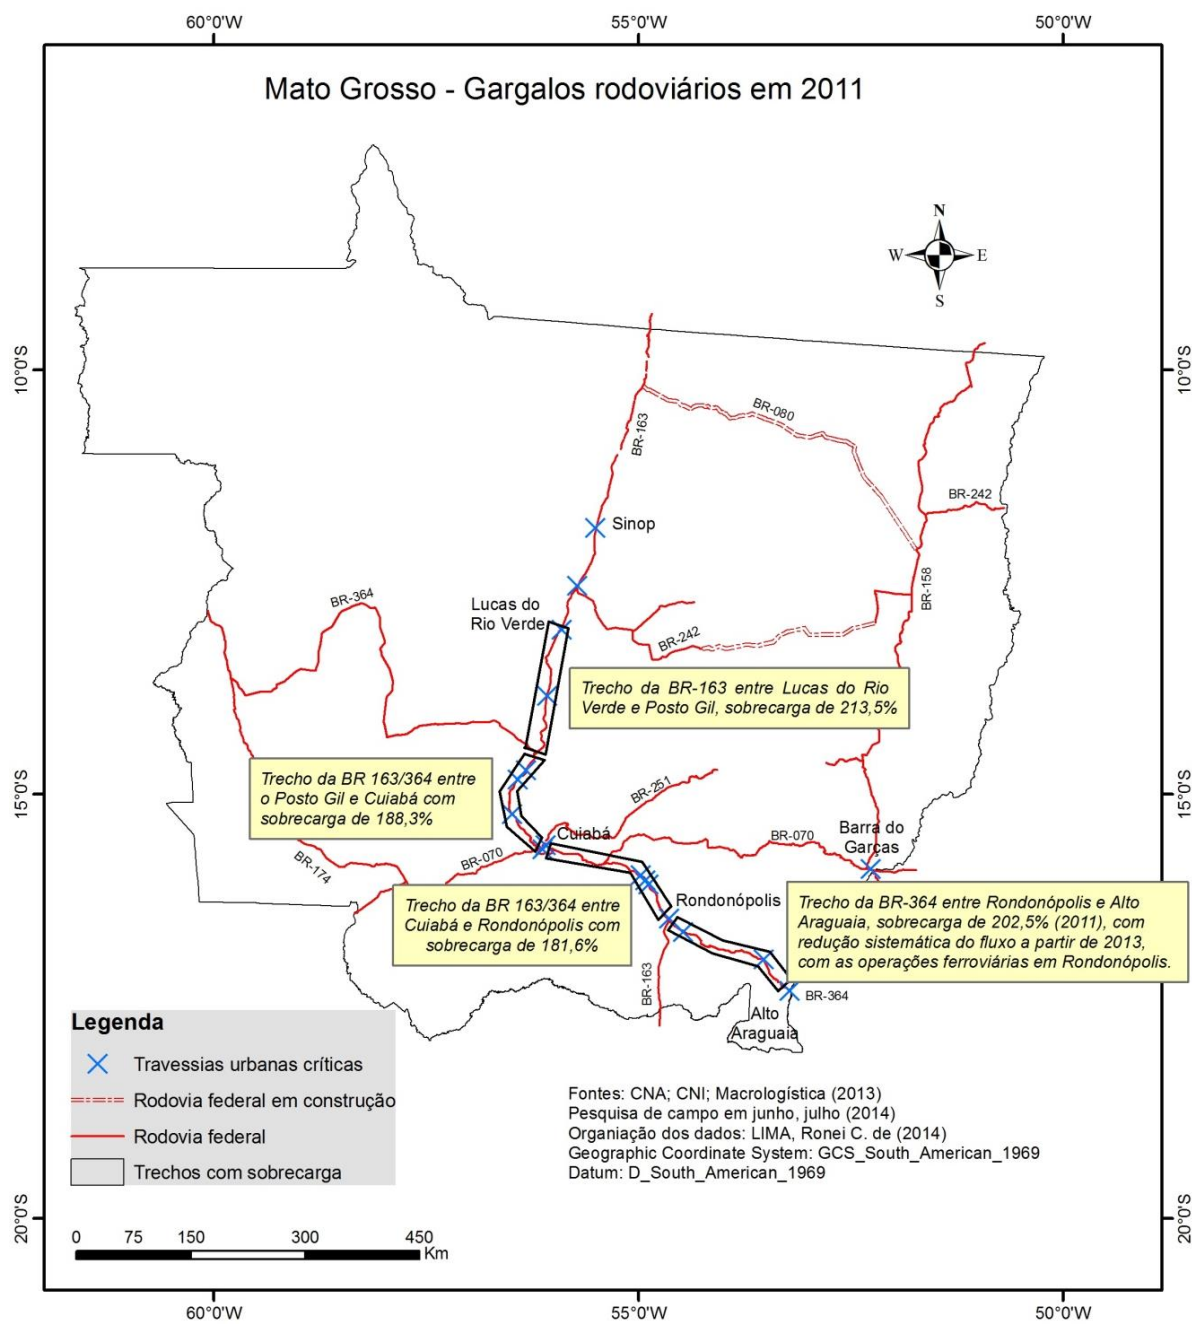 60°0'W 55°0'W 50°0'W
Mato Grosso - Gargalos rodoviários em 2011
N
W E
S
10°0'S 10°0'S
BR-080
BR-163
BR-242
Sinop
BR-158
BR-364
Lucas do
Rio Verde
BR-242
Trecho da BR-163 entre Lucas do Rio
Verde e Posto Gil, sobrecarga de 213,5%
Trecho da BR 163/364 entre
o Posto Gil e Cuiabá com
sobrecarga de 188,3%
15°0'S 15°0'S
BR-251
Cuiabá
BR-070
Barra do
Garças
BR-174
BR-070
Trecho da BR 163/364 entre
Cuiabá e Rondonópolis com
sobrecarga de 181,6%
Rondonópolis
Trecho da BR-364 entre Rondonópolis e Alto
Araguaia, sobrecarga de 202,5% (2011), com
redução sistemática do fluxo a partir de 2013,
com as operações ferroviárias em Rondonópolis.
BR-163
BR-364
Alto
Araguaia
Legenda
Travessias urbanas críticas
Rodovia federal em construção
Rodovia federal
Trechos com sobrecarga
Fontes: CNA; CNI; Macrologística (2013)
Pesquisa de campo em junho, julho (2014)
Organiação dos dados: LIMA, Ronei C. de (2014)
Geographic Coordinate System: GCS_South_American_1969
Datum: D_South_American_1969
20°0'S 20°0'S
0 75 150 300 450
Km
60°0'W 55°0'W 50°0'W